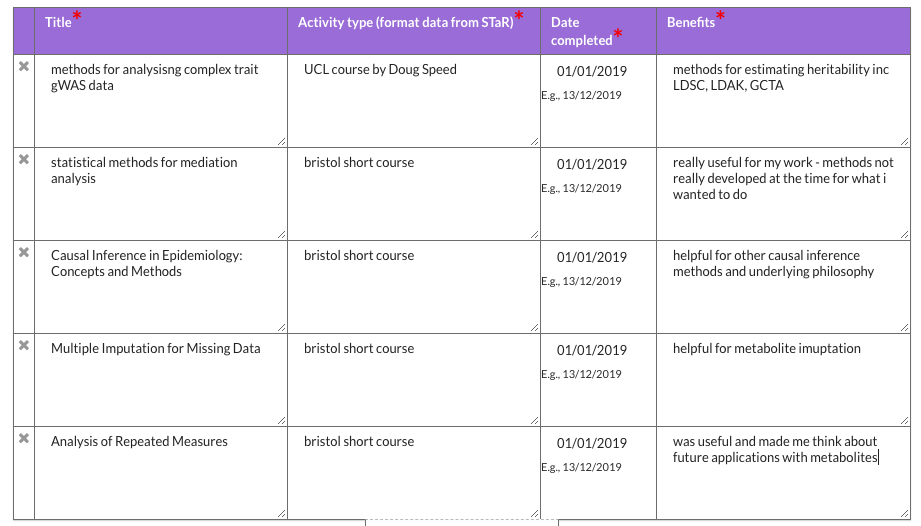 Title*
Activity type (format data from STaR)*
Date
completed*
Benefits*
methods for analysisng complex trait
gWAS data
UCL course by Doug Speed
01/01/2019
E.g., 13/12/2019
methods for estimating heritability inc
LDSC, LDAK, GCTA
statistical methods for mediation
analysis
bristol short course
01/01/2019
E.g., 13/12/2019
really useful for my work - methods not
really developed at the time for what i
wanted to do
Causal Inference in Epidemiology:
Concepts and Methods
bristol short course
01/01/2019
E.g., 13/12/2019
helpful for other causal inference
methods and underlying philosophy
Multiple Imputation for Missing Data
bristol short course
01/01/2019
E.g., 13/12/2019
helpful for metabolite imuptation
Analysis of Repeated Measures
bristol short course
01/01/2019
E.g., 13/12/2019
was useful and made me think about
future applications with metabolites